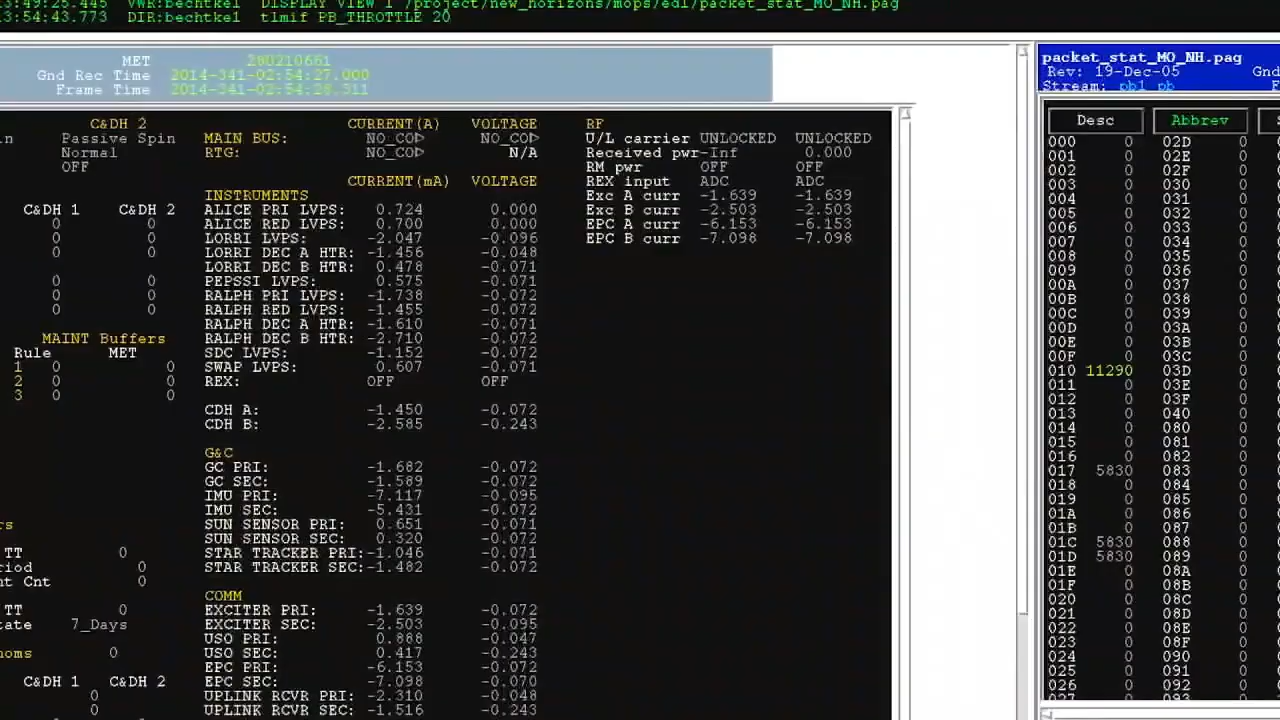 13:49:25.445 VWR:bechtke1 DISPLAY VIEW 1 /project/new_horizons/mops/edl/packet_stat_MO_NH.pag
13:54:43.773 DIR:bechtke1 tlmif PB_THROTTLE 20
MET 280210661
Gnd Rec Time 2014-341-02:54:27.000
Frame Time 2014-341-02:54:28.311
C&DH 2
in Passive Spin
Normal
OFF
C&DH 1 C&DH 2
0 0
0 0
0 0
0 0
0 0
0 0
MAINT Buffers
Rule MET
1 0 0
2 0 0
3 0 0
rs
TT 0
riod 0
nt Cnt 0
TT 0
tate 7_Days
noms 0
C&DH 1 C&DH 2
0 0
0 0
CURRENT(A) VOLTAGE
MAIN BUS: NO_CO NO_CO
RTG: NO_CO N/A
CURRENT(mA) VOLTAGE
INSTRUMENTS
ALICE PRI LVPS: 0.724 0.000
ALICE RED LVPS: 0.700 0.000
LORRI LVPS: -2.047 -0.096
LORRI DEC A HTR: -1.456 -0.048
LORRI DEC B HTR: 0.478 -0.071
PEPSSI LVPS: 0.575 -0.071
RALPH PRI LVPS: -1.738 -0.072
RALPH RED LVPS: -1.455 -0.072
RALPH DEC A HTR: -1.610 -0.071
RALPH DEC B HTR: -2.710 -0.072
SDC LVPS: -1.152 -0.072
SWAP LVPS: 0.607 -0.071
REX: OFF OFF
CDH A: -1.450 -0.072
CDH B: -2.585 -0.243
G&C
GC PRI: -1.682 -0.072
GC SEC: -1.589 -0.072
IMU PRI: -7.117 -0.095
IMU SEC: -5.431 -0.072
SUN SENSOR PRI: 0.651 -0.071
SUN SENSOR SEC: 0.320 -0.072
STAR TRACKER PRI:-1.046 -0.071
STAR TRACKER SEC:-1.482 -0.072
COMM
EXCITER PRI: -1.639 -0.072
EXCITER SEC: -2.503 -0.095
USO PRI: 0.888 -0.047
USO SEC: 0.417 -0.243
EPC PRI: -6.153 -0.072
EPC SEC: -7.098 -0.070
UPLINK RCVR PRI: -2.310 -0.048
UPLINK RCVR SEC: -1.516 -0.243
RF
U/L carrier UNLOCKED UNLOCKED
Received pwr-Inf 0.000
RM pwr OFF OFF
REX input ADC ADC
Exc A curr -1.639 -1.639
Exc B curr -2.503 -2.503
EPC A curr -6.153 -6.153
EPC B curr -7.098 -7.098
packet_stat_MO_NH.pag
Rev: 19-Dec-05 Gnd
Stream: pb1_pb F
Desc Abbrev S
000 0 02D 0
001 0 02E 0
002 0 02F 0
003 0 030 0
004 0 031 0
005 0 032 0
006 0 033 0
007 0 034 0
008 0 035 0
009 0 036 0
00A 0 037 0
00B 0 038 0
00C 0 039 0
00D 0 03A 0
00E 0 03B 0
00F 0 03C 0
010 11290 03D 0
011 0 03E 0
012 0 03F 0
013 0 040 0
014 0 080 0
015 0 081 0
016 0 082 0
017 5830 083 0
018 0 084 0
019 0 085 0
01A 0 086 0
01B 0 087 0
01C 5830 088 0
01D 5830 089 0
01E 0 08A 0
01F 0 08B 0
020 0 08C 0
021 0 08D 0
022 0 08E 0
023 0 08F 0
024 0 090 0
025 0 091 0
026 0 092 0
027 0 093 0